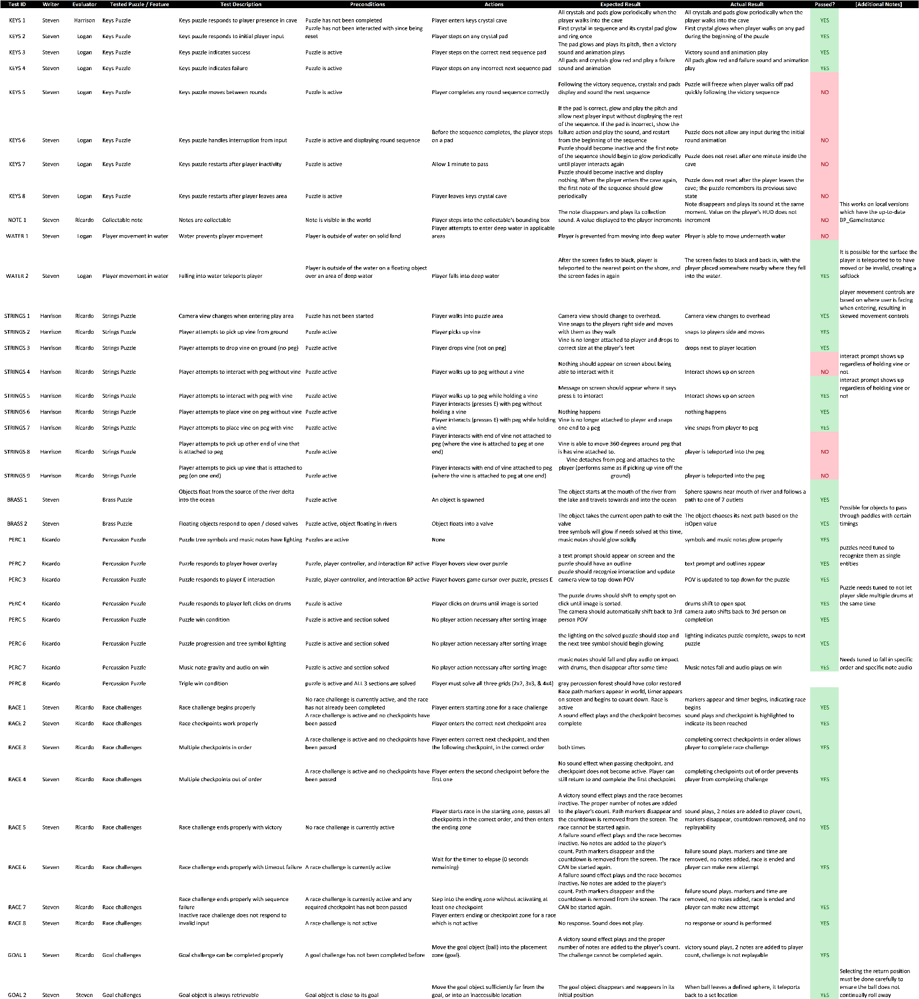 Test ID Writer Evaluator Tested Puzzle / Feature Test Description Preconditions Actions Expected Result Actual Result Passed? [Additional Notes]
KEYS 1 Steven Harrison Keys Puzzle Keys puzzle responds to player presence in cave Puzzle has not been completed Player enters keys crystal cave All crystals and pads glow periodically when the player walks into the cave All crystals and pads glow periodically when the player walks into the cave YES
KEYS 2 Steven Logan Keys Puzzle Keys puzzle responds to initial player input Puzzle has not been interacted with since being reset Player steps on any crystal pad First crystal in sequence and its crystal pad glow and ring once First crystal glows when player walks on any pad during the beginning of the puzzle YES
KEYS 3 Steven Logan Keys Puzzle Keys puzzle indicates success Puzzle is active Player steps on the correct next sequence pad The pad glows and plays its pitch, then a victory sound and animation plays Victory sound and animation play YES
KEYS 4 Steven Logan Keys Puzzle Keys puzzle indicates failure Puzzle is active Player steps on any incorrect next sequence pad All pads and crystals glow red and play a failure sound and animation All pads glow red and failure sound and animation play YES
KEYS 5 Steven Logan Keys Puzzle Keys puzzle moves between rounds Puzzle is active Player completes any round sequence correctly Following the victory sequence, crystals and pads display and sound the next sequence Puzzle will freeze when player walks off pad quickly following the victory sequence NO
KEYS 6 Steven Logan Keys Puzzle Keys puzzle handles interruption from input Puzzle is active and displaying round sequence Before the sequence completes, the player steps on a pad If the pad is correct, glow and play the pitch and allow next player input without displaying the rest of the sequence. If the pad is incorrect, show the failure action and play the sound, and restart from the beginning of the sequence Puzzle does not allow any input during the initial round animation NO
KEYS 7 Steven Logan Keys Puzzle Keys puzzle restarts after player inactivity Puzzle is active Allow 1 minute to pass Puzzle should become inactive and the first note of the sequence should begin to glow periodically until player interacts again Puzzle does not reset after one minute inside the cave NO
KEYS 8 Steven Logan Keys Puzzle Keys puzzle restarts after player leaves area Puzzle is active Player leaves keys crystal cave Puzzle should become inactive and display nothing. When the player enters the cave again, the first note of the sequence should glow periodically Puzzle does not reset after the player leaves the cave; the puzzle remembers its previous save state NO
NOTE 1 Steven Ricardo Collectable note Notes are collectable Note is visible in the world Player steps into the collectable's bounding box The note disappears and plays its collection sound. A value displayed to the player increments Note disappears and plays its sound at the same moment. Value on the player's HUD does not increment NO This works on local versions which have the up-to-date BP_GameInstance
WATER 1 Steven Logan Player movement in water Water prevents player movement Player is outside of water on solid land Player attempts to enter deep water in applicable areas Player is prevented from moving into deep water Player is able to move underneath water NO
WATER 2 Steven Logan Player movement in water Falling into water teleports player Player is outside of the water on a floating object over an area of deep water Player falls into deep water After the screen fades to black, player is teleported to the nearest point on the shore, and the screen fades in again The screen fades to black and back in, with the player placed somewhere nearby where they fell into the water. YES It is possible for the surface the player is teleported to to have moved or be invalid, creating a softlock
STRINGS 1 Harrison Ricardo Strings Puzzle Camera view changes when entering play area Puzzle has not been started Player walks into puzzle area Camera view should change to overhead. Camera view changes to overhead YES player movement controls are based on where user is facing when entering, resulting in skewed movement controls
STRINGS 2 Harrison Ricardo Strings Puzzle Player attempts to pick up vine from ground Puzzle active Player picks up vine Vine snaps to the players right side and moves with them as they walk snaps to players side and moves YES
STRINGS 3 Harrison Ricardo Strings Puzzle Player attempts to drop vine on ground (no peg) Puzzle active Player drops vine (not on peg) Vine is no longer attached to player and drops to correct size at the player's feet drops next to player location YES
STRINGS 4 Harrison Ricardo Strings Puzzle Player attempts to interact with peg without vine Puzzle active Player walks up to peg without a vine Nothing should appear on screen about being able to interact with it Interact shows up on screen NO interact prompt shows up regardless of holding vine or not
STRINGS 5 Harrison Ricardo Strings Puzzle Player attempts to interact with peg with vine Puzzle active Player walks up to peg while holding a vine Message on screen should appear where it says press E to interact Interact shows up on screen YES interact prompt shows up regardless of holding vine or not
STRINGS 6 Harrison Ricardo Strings Puzzle Player attempts to place vine on peg without vine Puzzle active Player interacts (presses E) with peg without holding a vine Nothing happens nothing happens YES
STRINGS 7 Harrison Ricardo Strings Puzzle Player attempts to place vine on peg with vine Puzzle active Player interacts (presses E) with peg while holding a vine Vine is no longer attached to player and snaps one end to a peg vine snaps from player to peg YES
STRINGS 8 Harrison Ricardo Strings Puzzle Player attempts to pick up other end of vine that is attached to peg Puzzle active Player interacts with end of vine not attached to peg (where the vine is attached to peg at one end) Vine is able to move 360 degrees around peg that is has vine attached to. player is teleported into the peg NO
STRINGS 9 Harrison Ricardo Strings Puzzle Player attempts to pick up vine that is attached to peg (on one end) Puzzle active Player interacts with end of vine attached to peg (where the vine is attached to peg at one end) Vine detaches from peg and attaches to the player (performs same as if picking up vine off the ground) player is teleported into the peg NO
BRASS 1 Steven Brass Puzzle Objects float from the source of the river delta into the ocean Puzzle active An object is spawned The object starts at the mouth of the river from the lake and travels towards and into the ocean Sphere spawns near mouth of river and follows a path to one of 7 outlets YES
BRASS 2 Steven Brass Puzzle Floating objects respond to open / closed valves Puzzle active, object floating in rivers Object floats into a valve The object takes the current open path to exit the valve The object chooses its next path based on the isOpen value YES Possible for objects to pass through paddles with certain timings
PERC 1 Ricardo Percussion Puzzle Puzzle tree symbols and music notes have lighting Puzzles are active None tree symbols will glow if needs solved at this time, music notes should glow solidly symbols and music notes glow properly YES
PERC 2 Ricardo Percussion Puzzle Puzzle responds to player hover overlay Puzzle, player controller, and interaction BP active Player hovers view over puzzle a text prompt should appear on screen and the puzzle should have an outline text prompt and outlines appear YES puzzles need tuned to recognize them as single entities
PERC 3 Ricardo Percussion Puzzle Puzzle responds to player E interaction Puzzle, player controller, and interaction BP active Player hovers game cursor over puzzle, presses E puzzle should recognize interaction and update camera view to top-down POV POV is updated to top down for the puzzle YES
PERC 4 Ricardo Percussion Puzzle Puzzle responds to player left clicks on drums Puzzle is active Player clicks on drums until image is sorted The puzzle drums should shift to empty spot on click until image is sorted. drums shift to open spot YES Puzzle needs tuned to not let player slide multiple drums at the same time
PERC 5 Ricardo Percussion Puzzle Puzzle win condition Puzzle is active and section solved No player action necessary after sorting image The camera should automatically shift back to 3rd person POV camera auto shifts back to 3rd person on completion YES
PERC 6 Ricardo Percussion Puzzle Puzzle progression and tree symbol lighting Puzzle is active and section solved No player action necessary after sorting image the lighting on the solved puzzle should stop and the next tree symbol should begin glowing lighting indicates puzzle complete, swaps to next puzzle YES
PERC 7 Ricardo Percussion Puzzle Music note gravity and audio on win Puzzle is active and section solved No player action necessary after sorting image music notes should fall and play audio on impact with drums, then disappear after some time Music notes fall and audio plays on win YES Needs tuned to fall in specific order and specific note audio
PERC 8 Ricardo Percussion Puzzle Triple win condition puzzle is active and ALL 3 sections are solved Player must solve all three grids (2x2, 3x3, & 4x4) gray percussion forest should have color restored
RACE 1 Steven Ricardo Race challenges Race challenge begins properly No race challenge is currently active, and the race has not already been completed Player enters starting zone for a race challenge Race path markers appear in world, timer appears on screen and begins to count down. Race is active markers appear and timer begins, indicating race begins YES
RACE 2 Steven Ricardo Race challenges Race checkpoints work properly A race challenge is active and no checkpoints have been passed Player enters the correct next checkpoint area A sound effect plays and the checkpoint becomes complete sound plays and checkpoint is highlighted to indicate its been reached YES
RACE 3 Steven Ricardo Race challenges Multiple checkpoints in order A race challenge is active and no checkpoints have been passed Player enters correct next checkpoint, and then the following checkpoint, in the correct order both times completing correct checkpoints in order allows player to complete race challenge YES
RACE 4 Steven Ricardo Race challenges Multiple checkpoints out of order A race challenge is active and no checkpoints have been passed Player enters the second checkpoint before the first one No sound effect when passing checkpoint, and checkpoint does not become active. Player can still return to and complete the first checkpoint completing checkpoints out of order prevents player from completing challenge YES
RACE 5 Steven Ricardo Race challenges Race challenge ends properly with victory No race challenge is currently active Player starts race in the starting zone, passes all checkpoints in the correct order, and then enters the ending zone A victory sound effect plays and the race becomes inactive. The proper number of notes are added to the player's count. Path markers disappear and the countdown is removed from the screen. The race cannot be started again. sound plays, 2 notes are added to player count, markers disappear, countdown removed, and no replayability YES
RACE 6 Steven Ricardo Race challenges Race challenge ends properly with timeout failure A race challenge is currently active Wait for the timer to elapse (0 seconds remaining) A failure sound effect plays and the race becomes inactive. No notes are added to the player's count. Path markers disappear and the countdown is removed from the screen. The race CAN be started again. failure sound plays. markers and time are removed, no notes added, race is ended and player can make new attempt YES
RACE 7 Steven Ricardo Race challenges Race challenge ends properly with sequence failure A race challenge is currently active and any required checkpoint has not been passed Step into the ending zone without activating at least one checkpoint A failure sound effect plays and the race becomes inactive. No notes are added to the player's count. Path markers disappear and the countdown is removed from the screen. The race CAN be started again. failure sound plays. markers and time are removed, no notes added, race is ended and player can make new attempt YES
RACE 8 Steven Ricardo Race challenges Inactive race challenge does not respond to invalid input A race challenge is not active Player enters ending or checkpoint zone for a race which is not active No response. Sound does not play. no response or sound is performed YES
GOAL 1 Steven Ricardo Goal challenges Goal challenge can be completed properly A goal challenge has not been completed before Move the goal object (ball) into the placement zone (goal). A victory sound effect plays and the proper number of notes are added to the player's count. The challenge cannot be completed again. victory sound plays, 2 notes are added to player count, challenge is not replayable YES
GOAL 2 Steven Steven Goal challenges Goal object is always retrievable Goal object is close to its goal Move the goal object sufficiently far from the goal, or into an inaccessible location The goal object disappears and reappears in its initial position When ball leaves a defined sphere, it teleports back to a set location YES Selecting the return position must be done carefully to ensure the ball does not continually roll away